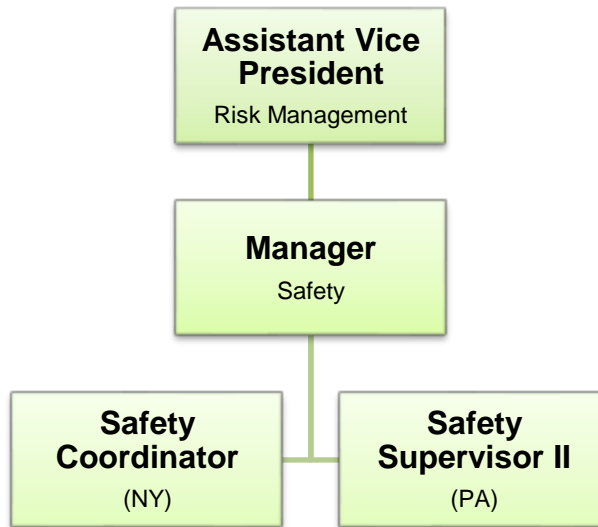 Assistant Vice
President
Risk Management
Manager
Safety
Safety
Coordinator
(NY)
Safety
Supervisor II
(PA)